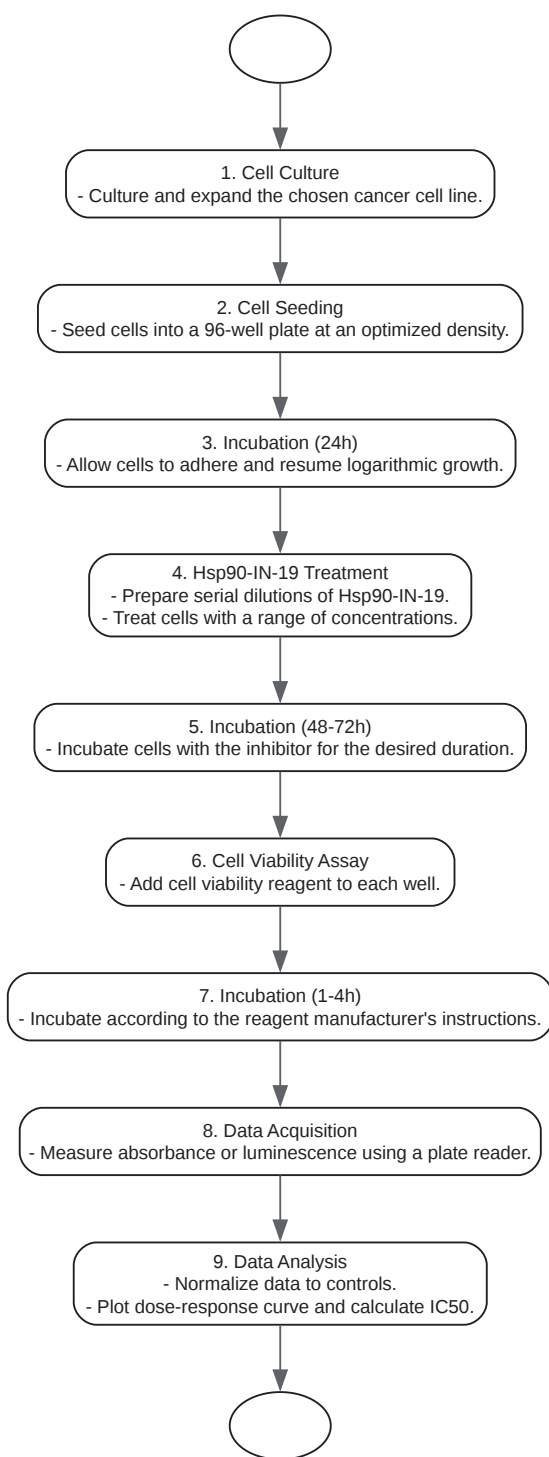 1. Cell Culture
- Culture and expand the chosen cancer cell line.
2. Cell Seeding
- Seed cells into a 96-well plate at an optimized density.
3. Incubation (24h)
- Allow cells to adhere and resume logarithmic growth.
4. Hsp90-IN-19 Treatment
- Prepare serial dilutions of Hsp90-IN-19.
- Treat cells with a range of concentrations.
5. Incubation (48-72h)
- Incubate cells with the inhibitor for the desired duration.
6. Cell Viability Assay
- Add cell viability reagent to each well.
7. Incubation (1-4h)
- Incubate according to the reagent manufacturer's instructions.
8. Data Acquisition
- Measure absorbance or luminescence using a plate reader.
9. Data Analysis
- Normalize data to controls.
- Plot dose-response curve and calculate IC50.